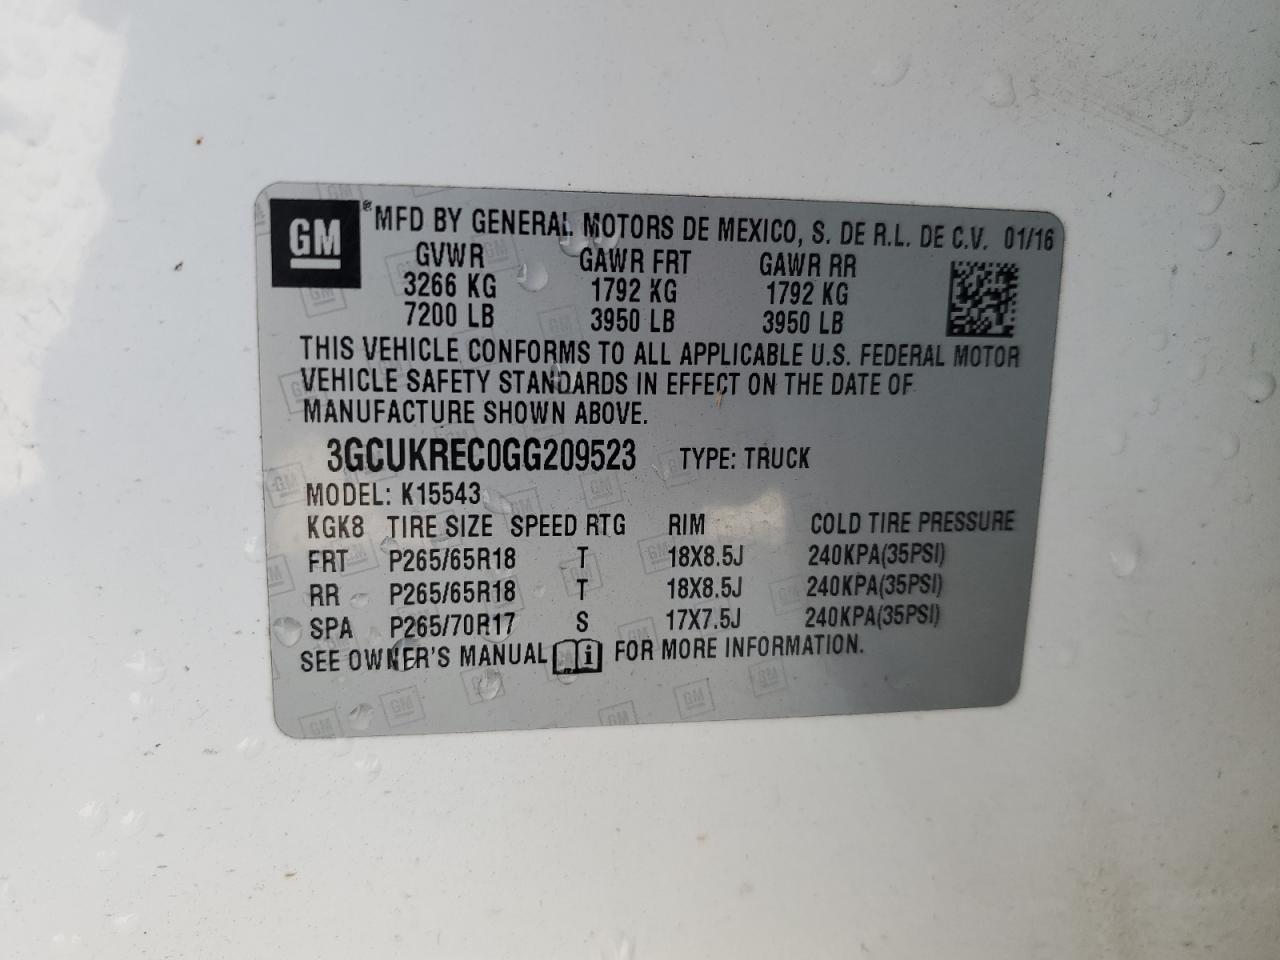 GM ® MFD BY GENERAL MOTORS DE MEXICO, S. DE R.L. DE C.V. 01/16
GVWR GAWR FRT GAWR RR
3266 KG 1792 KG 1792 KG
7200 LB 3950 LB 3950 LB
THIS VEHICLE CONFORMS TO ALL APPLICABLE U.S. FEDERAL MOTOR
VEHICLE SAFETY STANDARDS IN EFFECT ON THE DATE OF
MANUFACTURE SHOWN ABOVE.
3GCUKREC0GG209523 TYPE: TRUCK
MODEL: K15543
KGK8 TIRE SIZE SPEED RTG RIM COLD TIRE PRESSURE
FRT P265/65R18 T 18X8.5J 240KPA(35PSI)
RR P265/65R18 T 18X8.5J 240KPA(35PSI)
SPA P265/70R17 S 17X7.5J 240KPA(35PSI)
SEE OWNER'S MANUAL i FOR MORE INFORMATION.